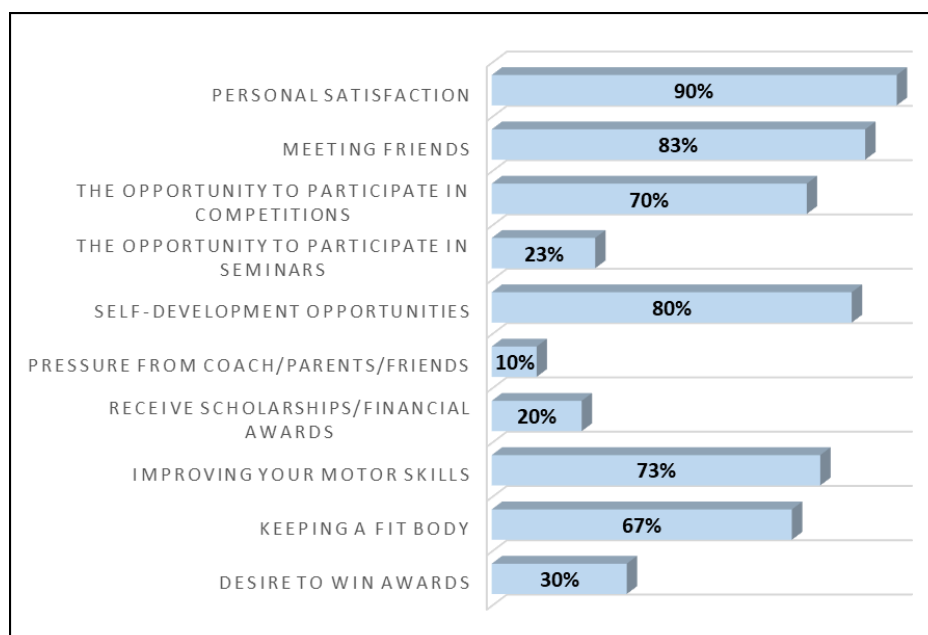 PERSONAL SATISFACTION
90%
MEETING FRIENDS
83%
THE OPPORTUNITY TO PARTICIPATE IN
COMPETITIONS
70%
THE OPPORTUNITY TO PARTICIPATE IN
SEMINARS
23%
SELF-DEVELOPMENT OPPORTUNITIES
80%
PRESSURE FROM COACH/PARENTS/FRIENDS
10%
RECEIVE SCHOLARSHIPS/FINANCIAL
AWARDS
20%
IMPROVING YOUR MOTOR SKILLS
73%
KEEPING A FIT BODY
67%
DESIRE TO WIN AWARDS
30%